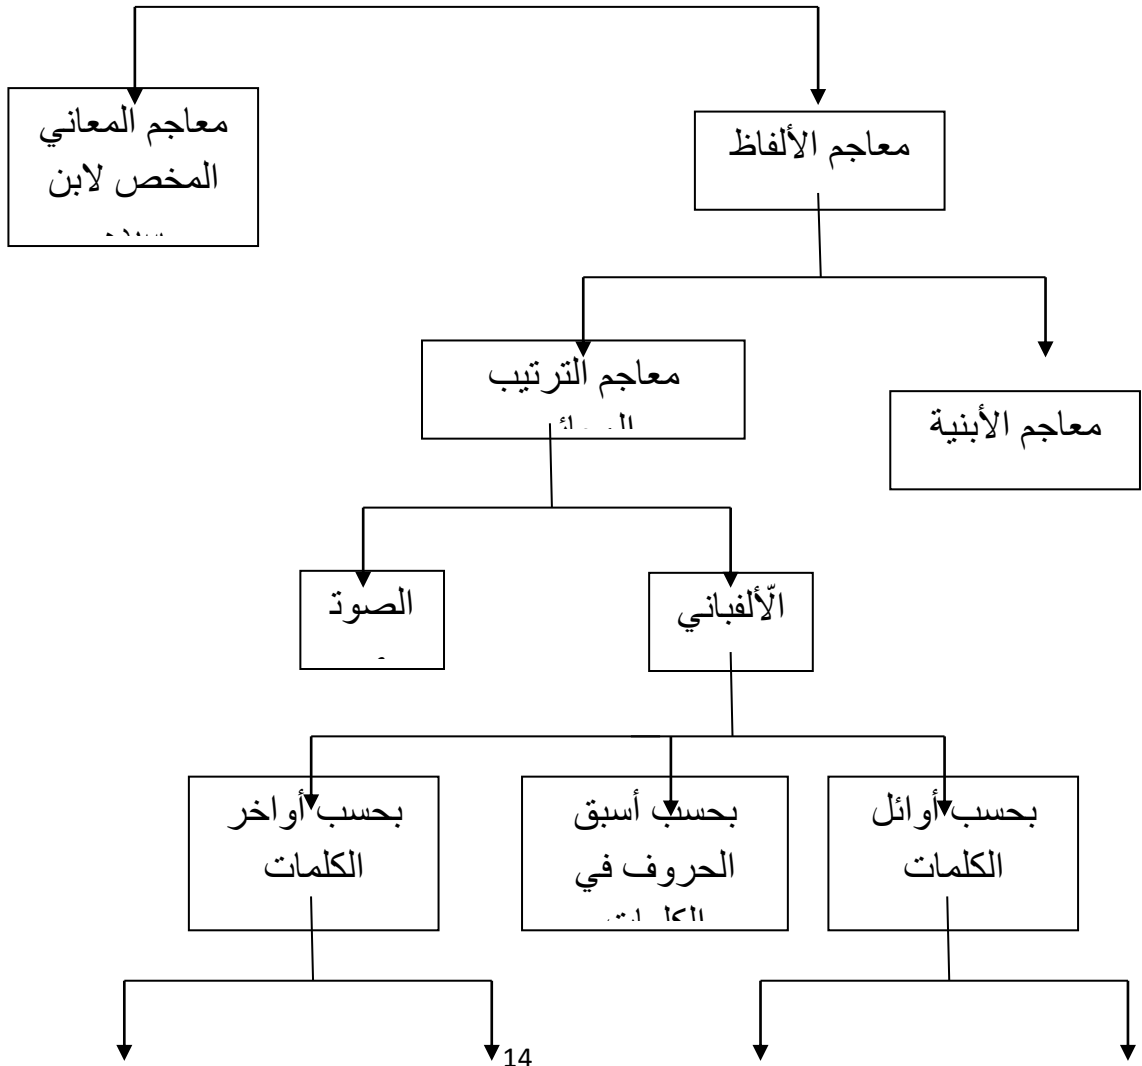 معاجم الألفاظ
معاجم المعاني
المخص لابن
معاجم الأبنية
معاجم الترتيب
الّألفباني
الصوتـ
بحسب أوائل
الكلمات
بحسب أسبق
الحروف في
بحسب أواخر
الكلمات
14